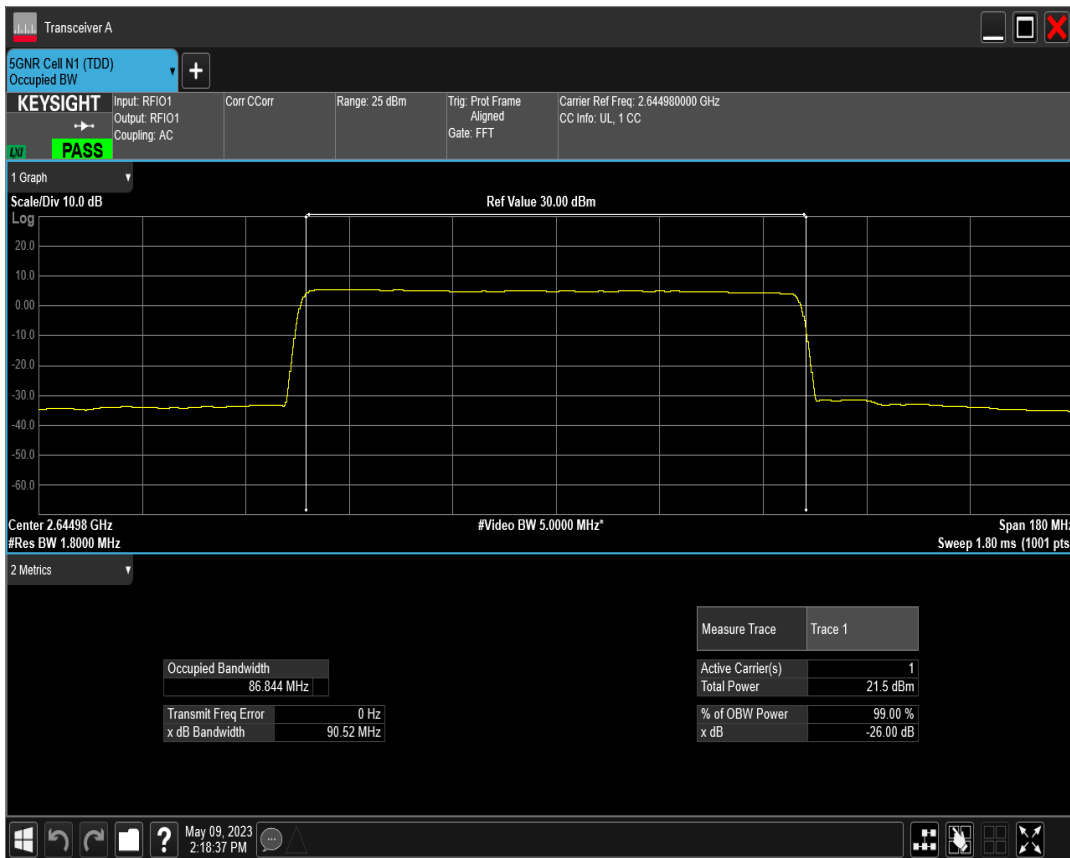 Transceiver A
5GNR Cell N1 (TDD)
Occupied BW
+
KEYSIGHT
LXI
PASS
Input: RFIO1
Output: RFIO1
Coupling: AC
Corr CCorr
Range: 25 dBm
Trig: Prot Frame
Aligned
Gate: FFT
Carrier Ref Freq: 2.644980000 GHz
CC Info: UL, 1 CC
1 Graph
Scale/Div 10.0 dB
Ref Value 30.00 dBm
Log
20.0
10.0
0.00
-10.0
-20.0
-30.0
-40.0
-50.0
-60.0
Center 2.64498 GHz
#Video BW 5.0000 MHz*
Span 180 MHz
#Res BW 1.8000 MHz
Sweep 1.80 ms (1001 pts
2 Metrics
Measure Trace Trace 1
Occupied Bandwidth
86.844 MHz
Active Carrier(s) 1
Total Power 21.5 dBm
Transmit Freq Error 0 Hz
x dB Bandwidth 90.52 MHz
% of OBW Power 99.00 %
x dB -26.00 dB
?
May 09, 2023
2:18:37 PM